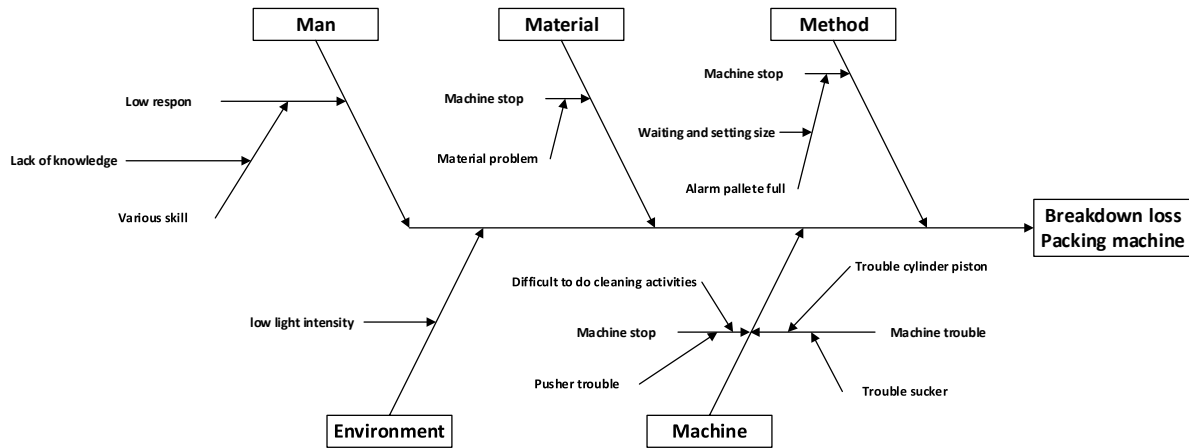 Man
Material
Method
Machine stop
Low respon
Machine stop
Waiting and setting size
Lack of knowledge
Material problem
Alarm pallete full
Various skill
Breakdown loss
Packing machine
Trouble cylinder piston
Difficult to do cleaning activities
low light intensity
Machine stop
Machine trouble
Pusher trouble
Trouble sucker
Environment
Machine